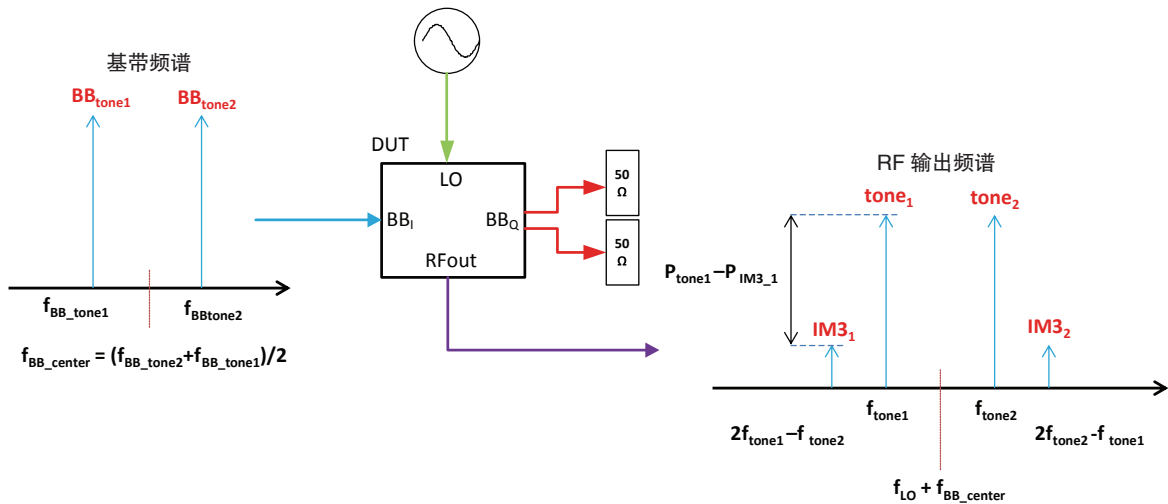 基带频谱
BBtone1
BBtone2
fBB_tone1
fBBtone2
fBB_center = (fBB_tone2+fBB_tone1)/2
DUT
LO
BBI
BBQ
RFout
50
Ω
50
Ω
RF 输出频谱
tone1
tone2
Ptone1–PIM3_1
IM31
IM32
ftone1
ftone2
2ftone1–f tone2
2ftone2-f tone1
fLO + fBB_center